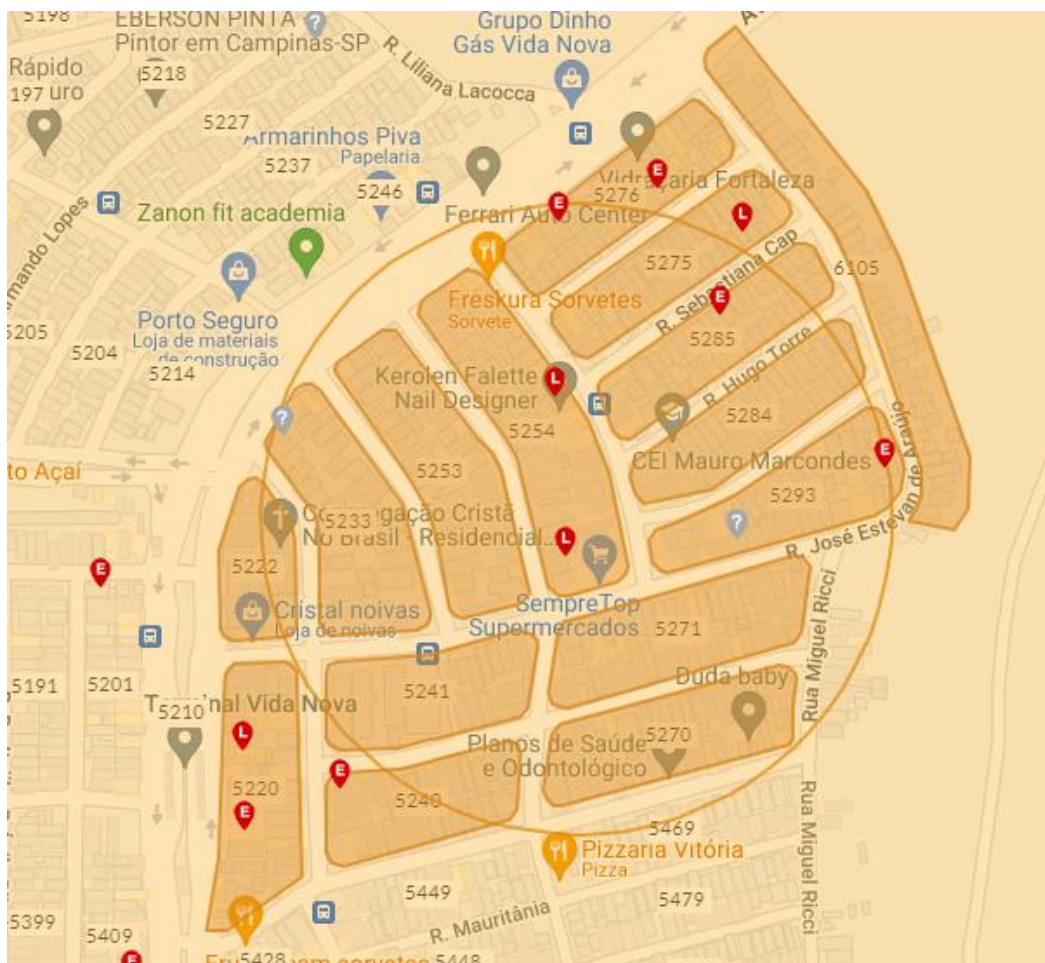 5198
EBERSON PINTA
Pintor em Campinas-SP
Grupo Dinho
Gás Vida Nova
R. Liliana Lacocca
Rápido
197
uro
5218
5227
Armarinhos Piva
Papelaria
5237
5246
Zanon fit academia
Vidraçaria Fortaleza
5276
Ferrari Auto Center
E
E
L
5275
R. Sebastiana Cap
6105
Freskura Sorvetes
Sorvete
E
5285
R. Hugo Torre
Porto Seguro
Loja de materiais
de construção
5205
5204
5214
Kerolen Falette
Nail Designer
L
5254
5284
CEI Mauro Marcondes
E
5253
to Açaí
5293
5233
gação Cristã
No Brasil - Residencial...
L
R. José Estevan de Araújo
5222
E
Cristal noivas
Loja de noivas
SempreTop
Supermercados
5271
Rua Miguel Ricci
5191
5201
5241
Duda baby
nal Vida Nova
5210
L
Planos de Saúde
e Odontológico
5270
E
5220
5240
E
5469
Pizzaria Vitória
Pizza
Rua Miguel Ricci
5449
5479
R. Mauritânia
5399
5409
E
5428
5448